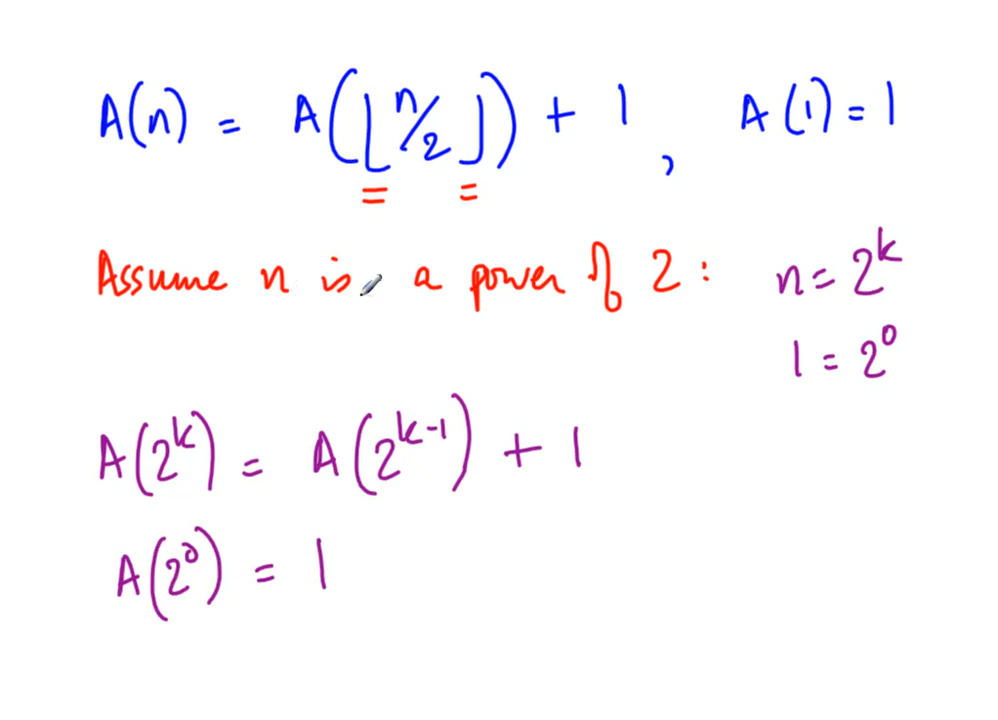 A(n) = A(⌊n/2⌋) + 1 , A(1) = 1
Assume n is a power of 2 : n = 2^k
1 = 2^0
A(2^k) = A(2^{k-1}) + 1
A(2^0) = 1